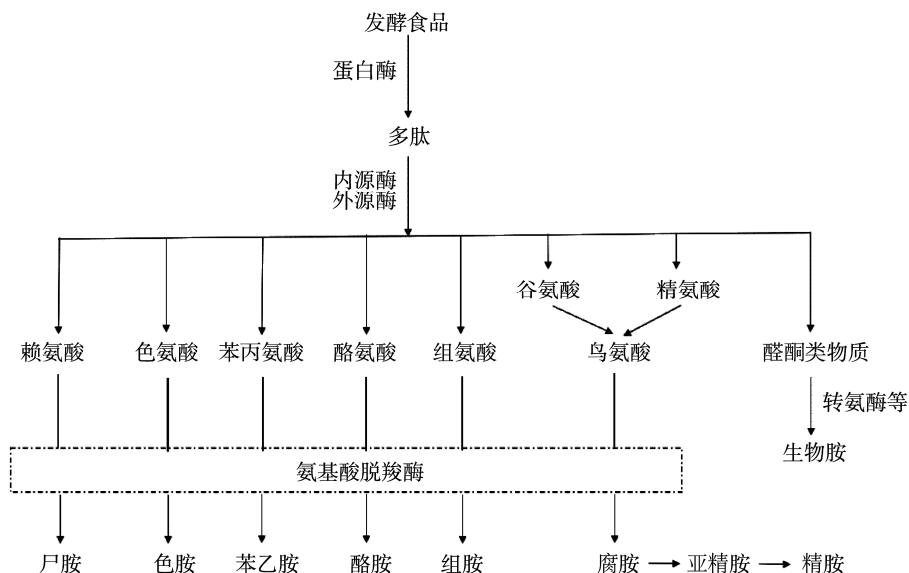 发酵食品
蛋白酶
多肽
内源酶
外源酶
谷氨酸 精氨酸
赖氨酸 色氨酸 苯丙氨酸 酪氨酸 组氨酸 鸟氨酸 醛酮类物质
转氨酶等
生物胺
氨基酸脱羧酶
尸胺 色胺 苯乙胺 酪胺 组胺 腐胺 亚精胺 精胺